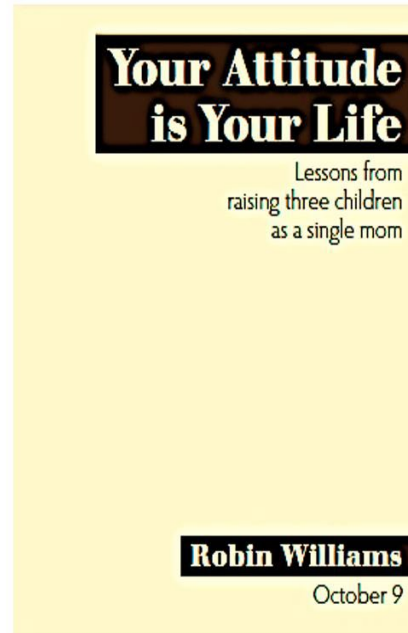 Your Attitude
is Your Life
Lessons from
raising three children
as a single mom
Robin Williams
October 9